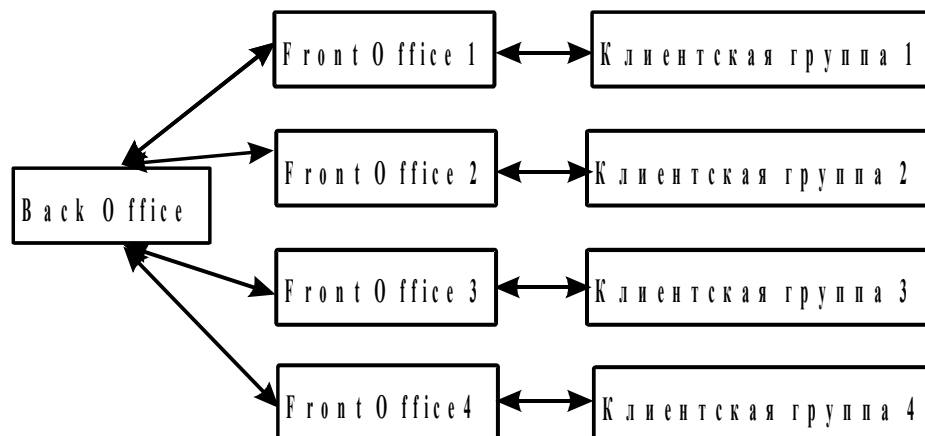 Front Office 1
Клиентская группа 1
Front Office 2
Клиентская группа 2
Back Office
Front Office 3
Клиентская группа 3
Front Office4
Клиентская группа 4